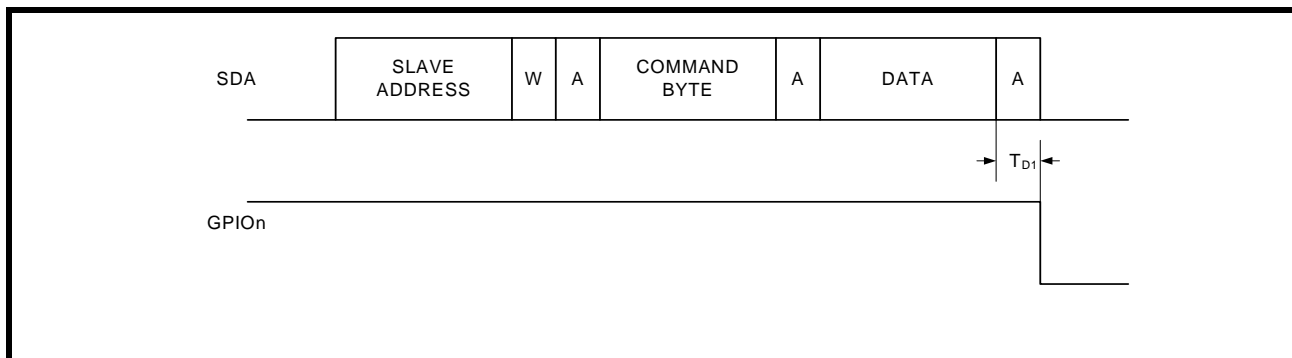 SDA
SLAVE
ADDRESS
W
A
COMMAND
BYTE
A
DATA
A
TD1
GPIOn